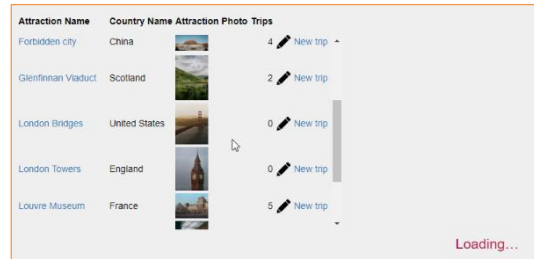 Attraction Name Country Name Attraction Photo Trips
Forbidden city China 4 New trip
Glenfinnan Viaduct Scotland 2 New trip
London Bridges United States 0 New trip
London Towers England 0 New trip
Louvre Museum France 5 New trip
Loading...